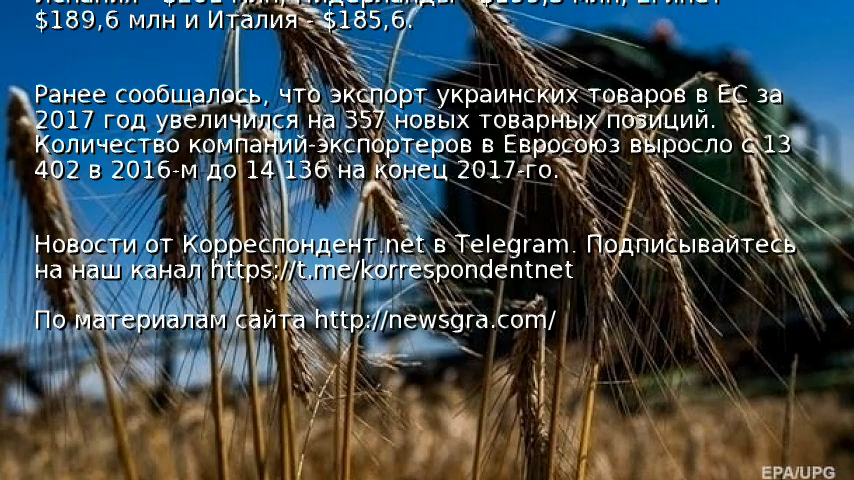 $189,6 млн и Италия - $185,6.
Ранее сообщалось, что экспорт украинских товаров в ЕС за
2017 год увеличился на 357 новых товарных позиций.
Количество компаний-экспортеров в Евросоюз выросло с 13
402 в 2016-м до 14 136 на конец 2017-го.
Новости от Корреспондент.net в Telegram. Подписывайтесь
на наш канал https://t.me/korrespondentnet
По материалам сайта http://newsgra.com/
EPA/UPG